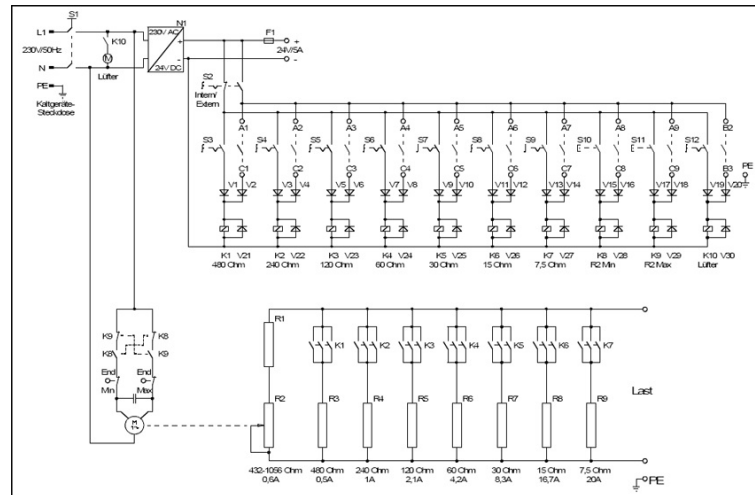 S1
L1
230V/50Hz
N
PE
Kaltgeräte-
Steckdose
K10
M
Lüfter
N1
230V AC
24V DC
+
-
F1
+
24V/5A
-
S2
Intern/
Extern
A1 A2 A3 A4 A5 A6 A7 A8 A9 B2
S3 S4 S5 S6 S7 S8 S9 S10 S11 S12
C1 C2 C3 C4 C5 C6 C7 C8 C9 B3
PE
V1 V2 V3 V4 V5 V6 V7 V8 V9 V10 V11 V12 V13 V14 V15 V16 V17 V18 V19 V20
K1 V21 K2 V22 K3 V23 K4 V24 K5 V25 K6 V26 K7 V27 K8 V28 K9 V29 K10 V30
480 Ohm 240 Ohm 120 Ohm 60 Ohm 30 Ohm 15 Ohm 7,5 Ohm R2 Min R2 Max Lüfter
K9 K8
K8 K9
End End
Min Max
M
R1
K1 K2 K3 K4 K5 K6 K7
Last
R2 R3 R4 R5 R6 R7 R8 R9
432-1056 Ohm 480 Ohm 240 Ohm 120 Ohm 60 Ohm 30 Ohm 15 Ohm 7,5 Ohm
0,6A 0,5A 1A 2,1A 4,2A 8,3A 16,7A 20A
PE